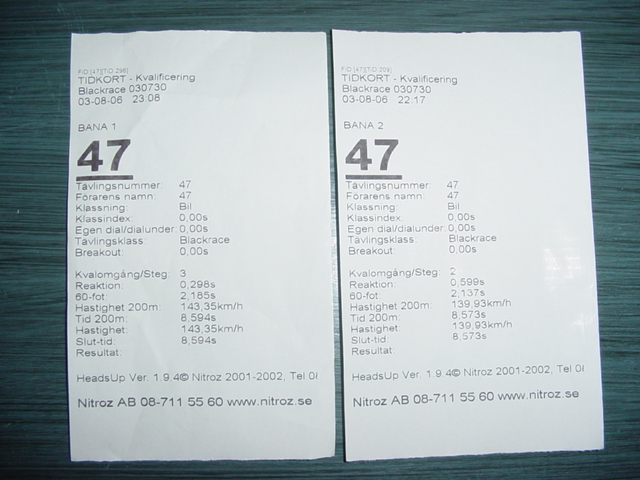 TIDKORT - Kvalificering
Blackrace 030730
03-08-06 23:08
BANA 1
47
Tävlingsnummer: 47
Förarens namn: 47
Klassning: Bil
Klassindex: 0,00s
Egen dial/dialunder: 0,00s
Tävlingsklass: Blackrace
Breakout: 0,00s
Kvalomgång/Steg: 3
Reaktion: 0,298s
60-fot: 2,185s
Hastighet 200m: 143,35km/h
Tid 200m: 8,594s
Hastighet: 143,35km/h
Slut-tid: 8,594s
Resultat:
HeadsUp Ver. 1.9.4© Nitroz 2001-2002, Tel 08
Nitroz AB 08-711 55 60 www.nitroz.se
TIDKORT - Kvalificering
Blackrace 030730
03-08-06 22:17
BANA 2
47
Tävlingsnummer: 47
Förarens namn: 47
Klassning: Bil
Klassindex: 0,00s
Egen dial/dialunder: 0,00s
Tävlingsklass: Blackrace
Breakout: 0,00s
Kvalomgång/Steg: 2
Reaktion: 0,599s
60-fot: 2,137s
Hastighet 200m: 139,93km/h
Tid 200m: 8,573s
Hastighet: 139,93km/h
Slut-tid: 8,573s
Resultat:
HeadsUp Ver. 1.9.4© Nitroz 2001-2002, Tel 08
Nitroz AB 08-711 55 60 www.nitroz.se